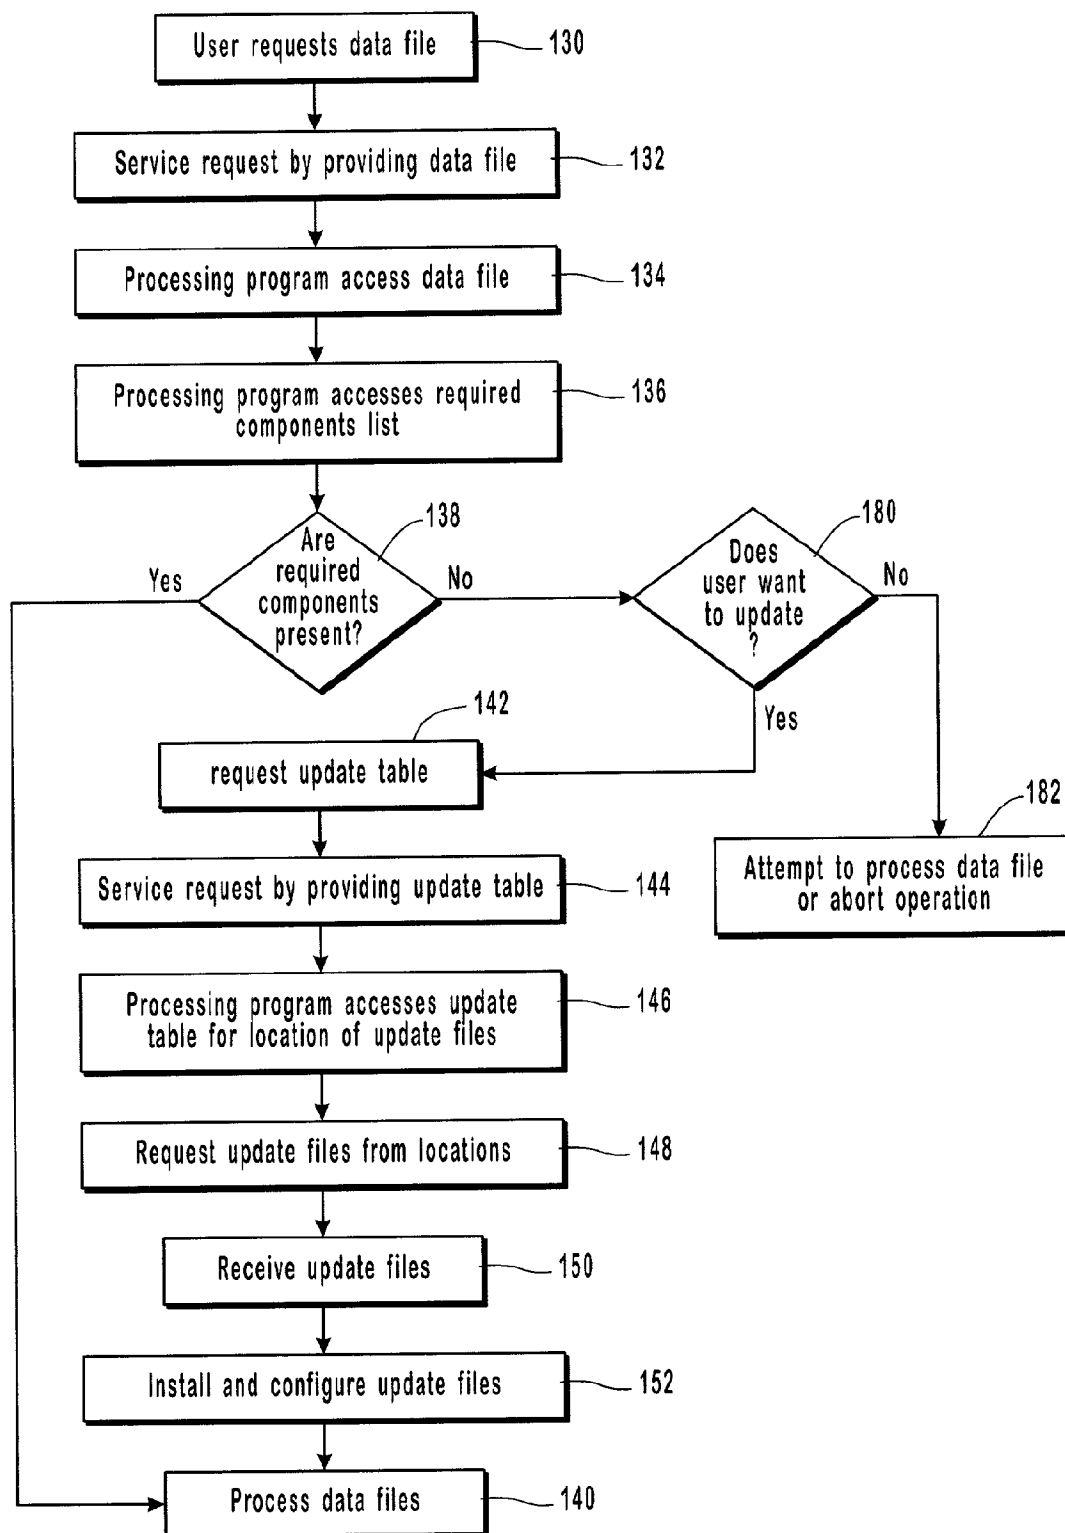 User requests data file
130
Service request by providing data file
132
Processing program access data file
134
Processing program accesses required
components list
136
Are
required
components
present?
138
Yes
No
Does
user want
to update
?
180
No
Yes
142
request update table
182
Attempt to process data file
or abort operation
Service request by providing update table
144
Processing program accesses update
table for location of update files
146
Request update files from locations
148
Receive update files
150
Install and configure update files
152
Process data files
140